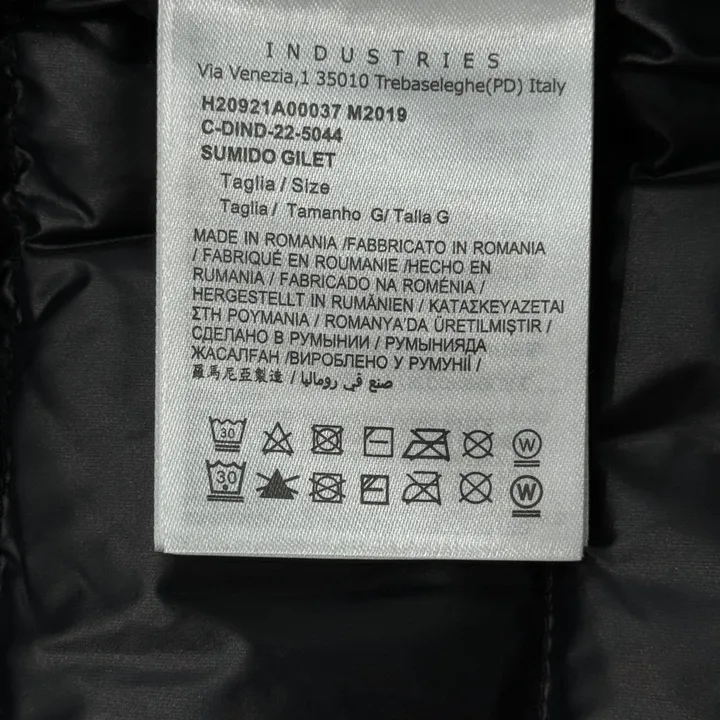 INDUSTRIES
Via Venezia,1 35010 Trebaseleghe(PD) Italy
H20921A00037 M2019
C-DIND-22-5044
SUMIDO GILET
Taglia / Size
Taglia / Tamanho G/ Talla G
MADE IN ROMANIA /FABBRICATO IN ROMANIA
/ FABRIQUÉ EN ROUMANIE /HECHO EN
RUMANIA / FABRICADO NA ROMÉNIA /
HERGESTELLT IN RUMÄNIEN / ΚΑΤΑΣΚΕΥΑΖΕΤΑΙ
ΣΤΗ ΡΟΥΜΑΝΙΑ / ROMANYA'DA ÜRETILMIŞTIR /
СДЕЛАНО В РУМЫНИИ / РУМЫНИЯДА
ЖАСАЛҒАН /ВИРОБЛЕНО У РУМУНІЇ /
羅馬尼亞製造 / صنع في رومانيا
30 W
30 W